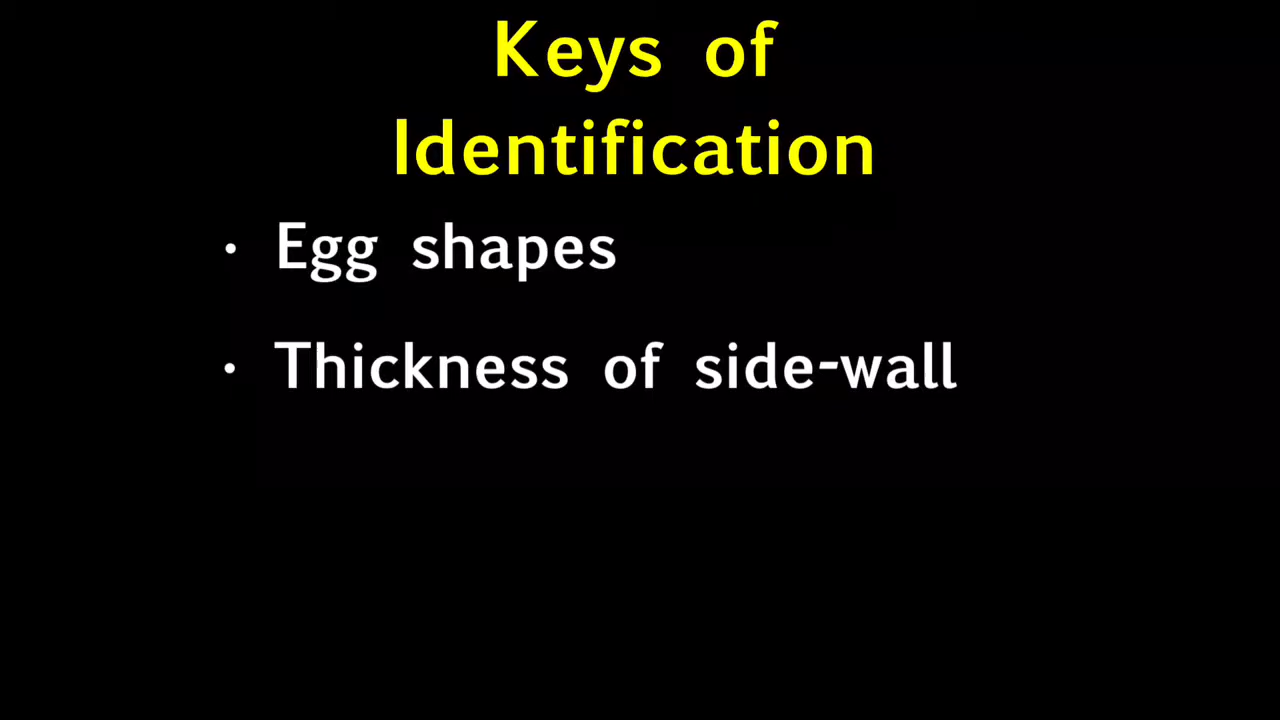 Keys of
Identification
• Egg shapes
• Thickness of side-wall